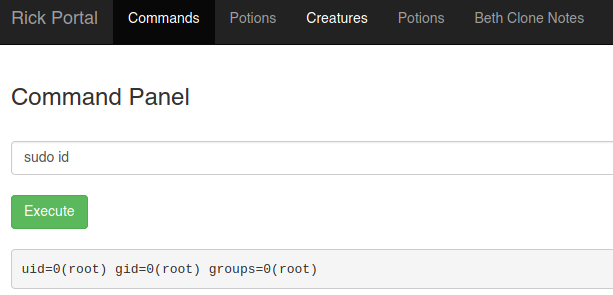 Rick Portal Commands Potions Creatures Potions Beth Clone Notes
Command Panel
sudo id
Execute
uid=0(root) gid=0(root) groups=0(root)